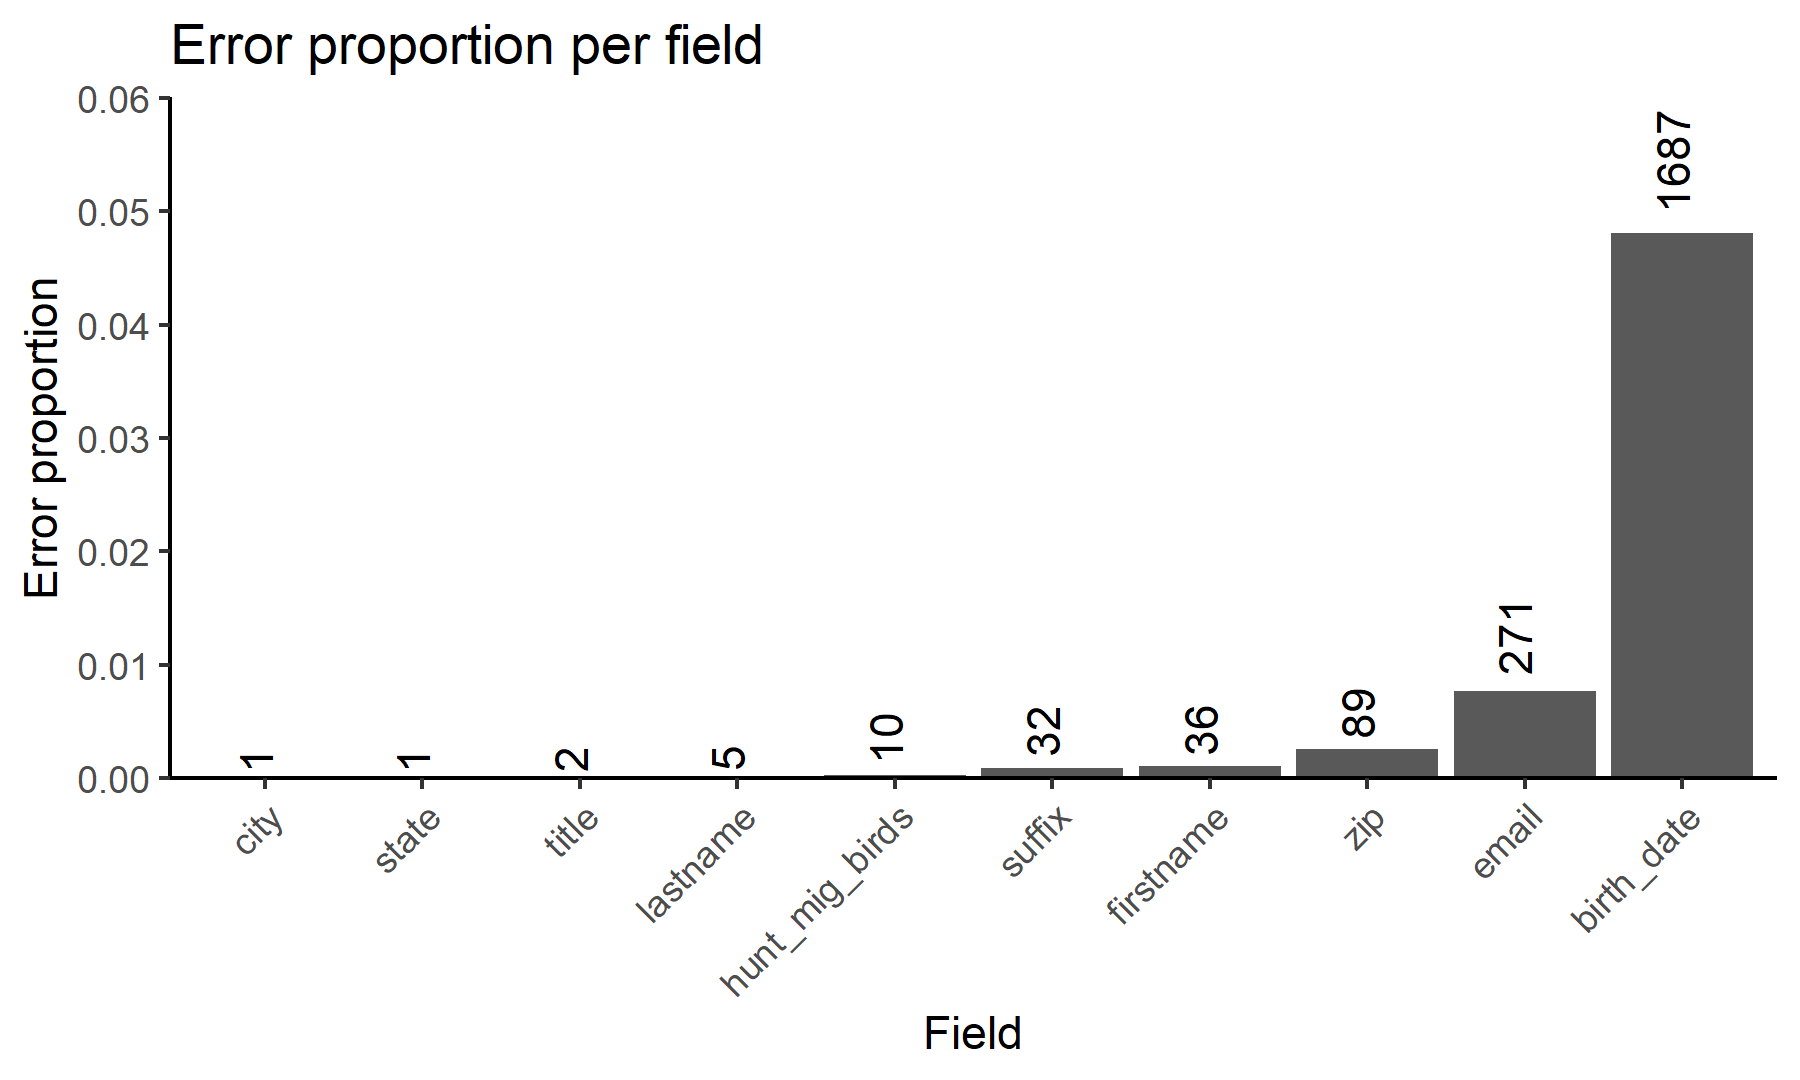 Error proportion per field
Error proportion
0.06
0.05
0.04
0.03
0.02
0.01
0.00
1
1
2
5
10
32
36
89
271
1687
city
state
title
lastname
hunt_mig_birds
suffix
firstname
zip
email
birth_date
Field